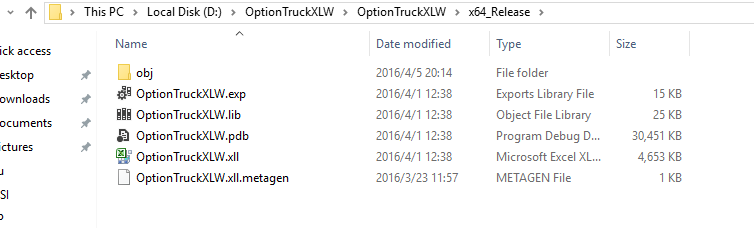 This PC > Local Disk (D:) > OptionTruckXLW > OptionTruckXLW > x64_Release >
Name Date modified Type Size
ick access
esktop
ownloads
ocuments
ictures
u
SI
obj 2016/4/5 20:14 File folder
OptionTruckXLW.exp 2016/4/1 12:38 Exports Library File 15 KB
OptionTruckXLW.lib 2016/4/1 12:38 Object File Library 25 KB
OptionTruckXLW.pdb 2016/4/1 12:38 Program Debug D... 30,451 KB
OptionTruckXLW.xll 2016/4/1 12:38 Microsoft Excel XL... 4,653 KB
OptionTruckXLW.xll.metagen 2016/3/23 11:57 METAGEN File 1 KB